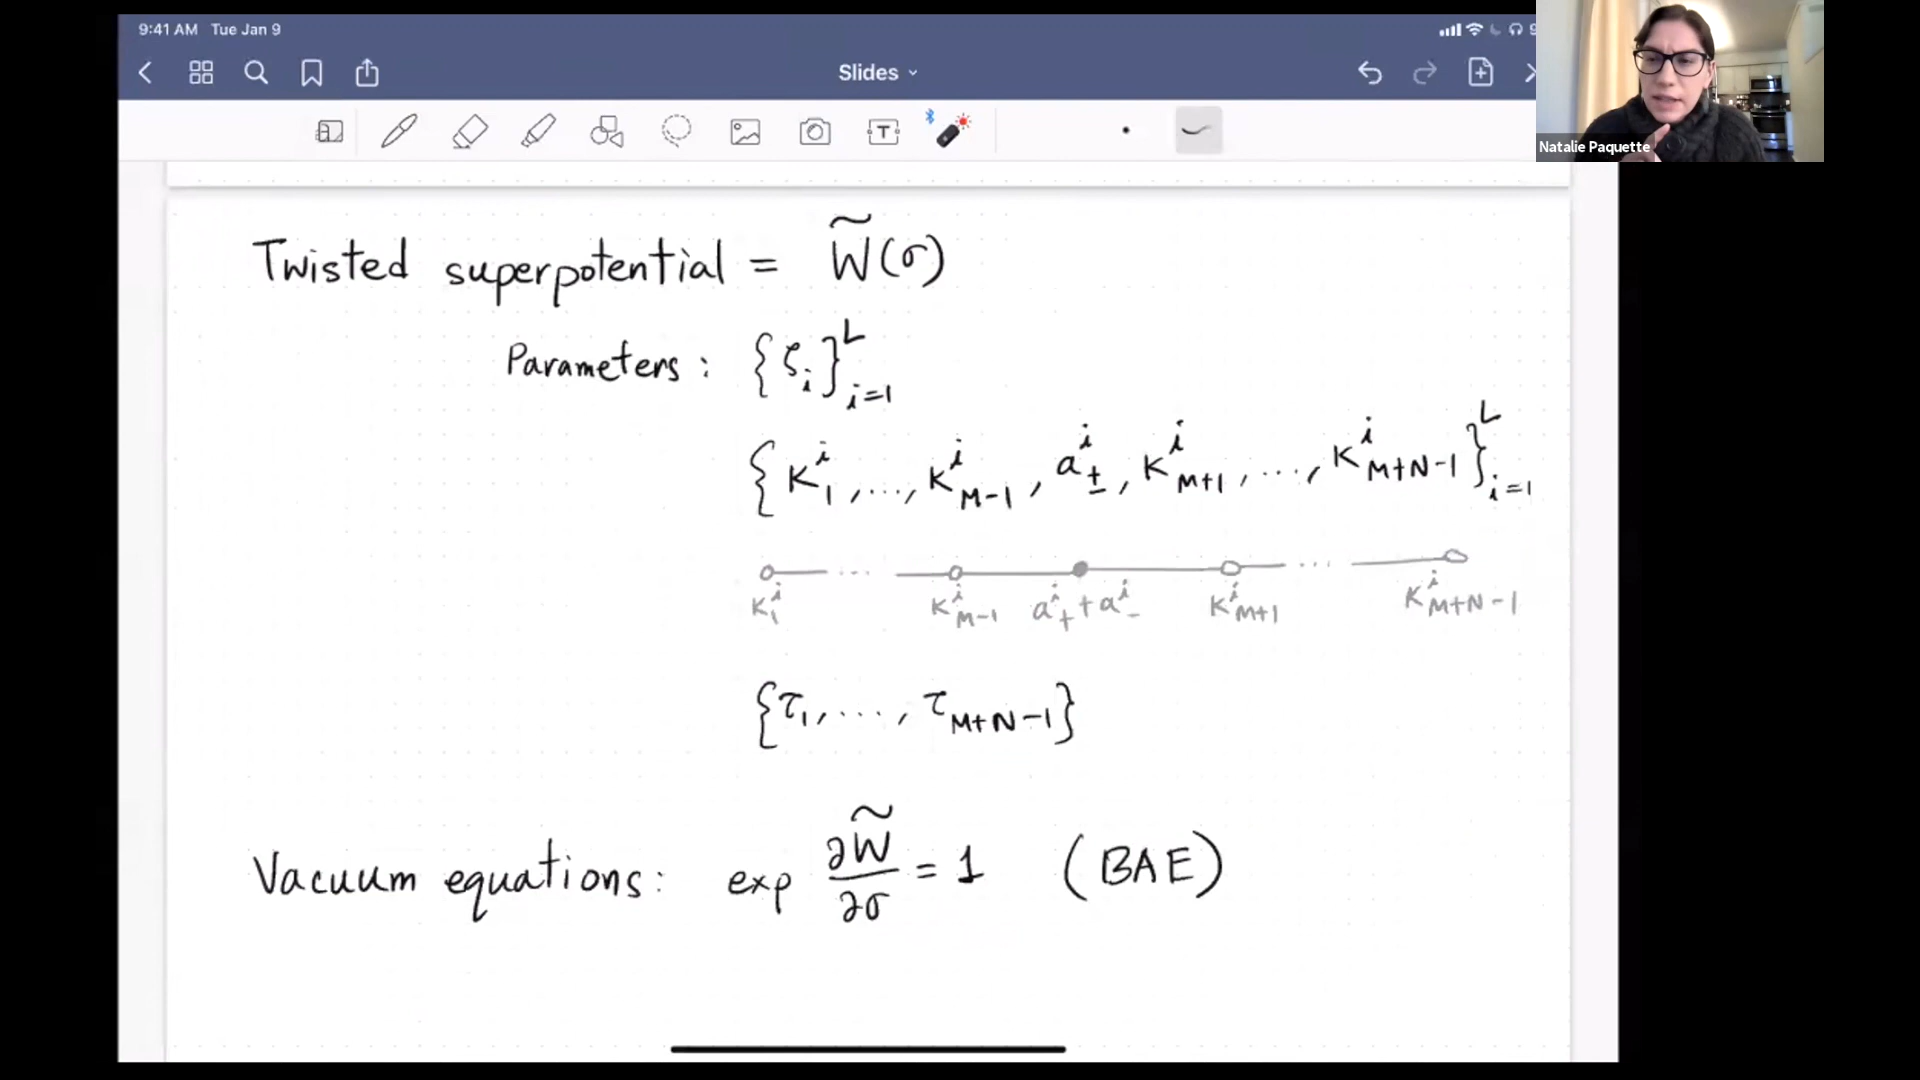 9:41 AM Tue Jan 9
Slides
T
Natalie Paquette
Twisted superpotential = W̃(σ)
Parameters: {ζ_i}^L_{i=1}
{K^i_1, ..., K^i_{M-1}, a^i_±, K^i_{M+1}, ..., K^i_{M+N-1}}^L_{i=1}
K^i_1 K^i_{M-1} a^i_+ + a^i_- K^i_{M+1} K^i_{M+N-1}
{τ_1, ..., τ_{M+N-1}}
Vacuum equations: exp ∂W̃/∂σ = 1 (BAE)